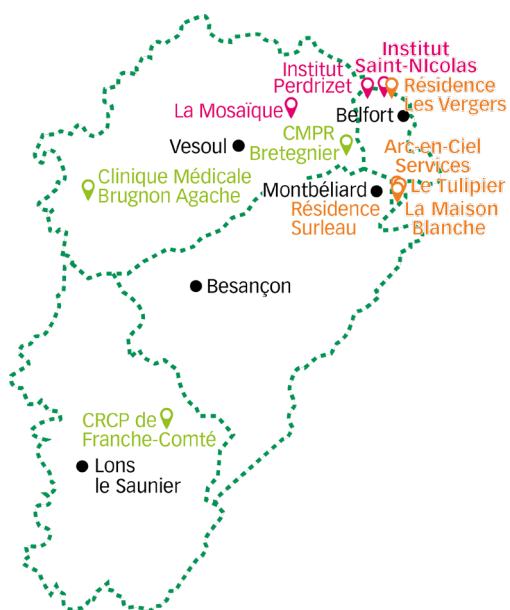 Institut
Saint-NIcolas
Institut
Perdrizet
Résidence
Les Vergers
La Mosaïque
Belfort
CMPR
Bretegnier
Vesoul
Arc-en-Ciel
Services
Clinique Médicale
Brugnon Agache
Le Tulipier
Montbéliard
Résidence
Surleau
La Maison
Blanche
Besançon
CRCP de
Franche-Comté
Lons
le Saunier